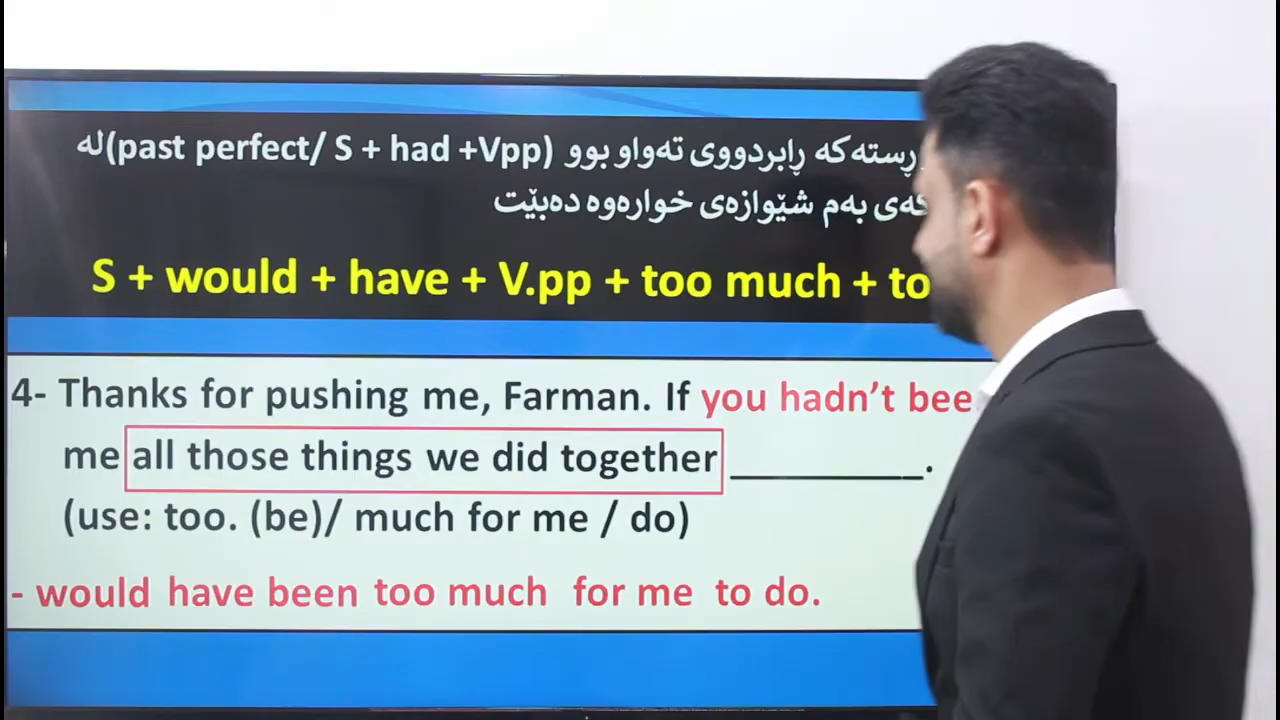 ڕستەکە ڕابردووی تەواو بوو (past perfect/ S + had +Vpp)لە
کەی بەم شێوازەی خوارەوە دەبێت
S + would + have + V.pp + too much + to
4- Thanks for pushing me, Farman. If you hadn’t bee
me all those things we did together __________.
(use: too. (be)/ much for me / do)
- would have been too much for me to do.